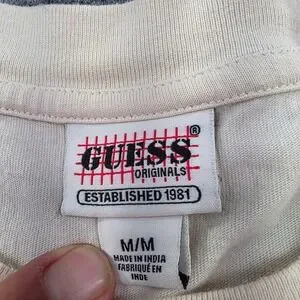 GUESS®
ORIGINALS
ESTABLISHED 1981
M/M
MADE IN INDIA
FABRIQUÉ EN
INDE